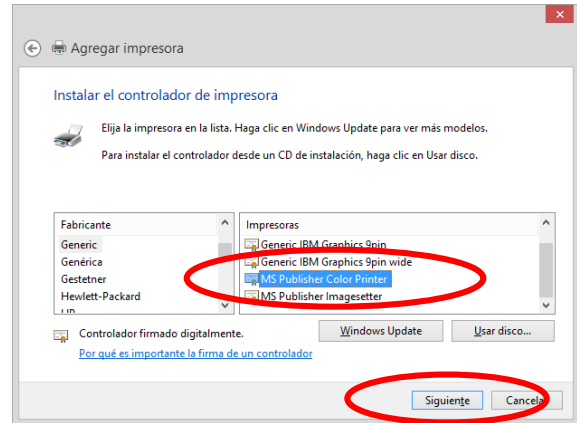 Agregar impresora
Instalar el controlador de impresora
Elija la impresora en la lista. Haga clic en Windows Update para ver más modelos.
Para instalar el controlador desde un CD de instalación, haga clic en Usar disco.
Fabricante
Generic
Genérica
Gestetner
Hewlett-Packard
Impresoras
Generic IBM Graphics 9pin
Generic IBM Graphics 9pin wide
MS Publisher Color Printer
MS Publisher Imagesetter
Controlador firmado digitalmente.
Por qué es importante la firma de un controlador
Windows Update
Usar disco...
Siguiente
Cancelar